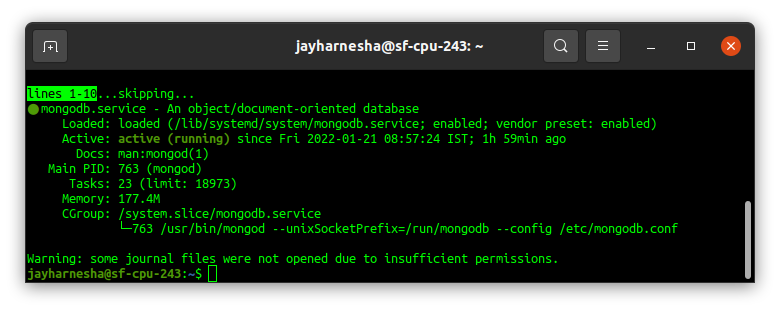 jayharnesha@sf-cpu-243: ~
lines 1-10...skipping...
●mongodb.service - An object/document-oriented database
     Loaded: loaded (/lib/systemd/system/mongodb.service; enabled; vendor preset: enabled)
     Active: active (running) since Fri 2022-01-21 08:57:24 IST; 1h 59min ago
       Docs: man:mongod(1)
   Main PID: 763 (mongod)
      Tasks: 23 (limit: 18973)
     Memory: 177.4M
     CGroup: /system.slice/mongodb.service
             └─763 /usr/bin/mongod --unixSocketPrefix=/run/mongodb --config /etc/mongodb.conf
Warning: some journal files were not opened due to insufficient permissions.
jayharnesha@sf-cpu-243:~$